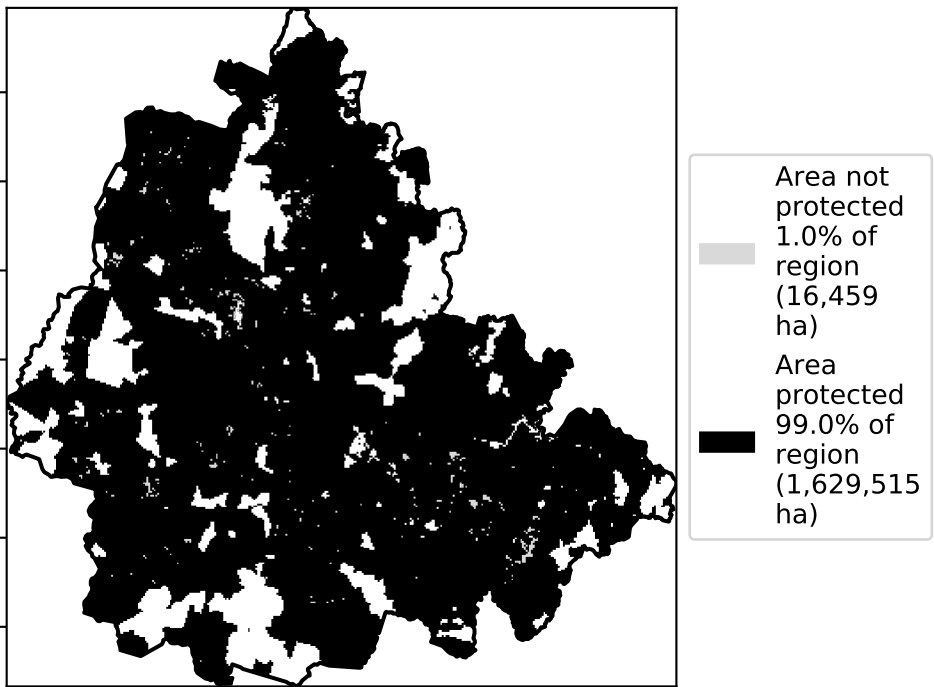 Area not
protected
1.0% of
region
(16,459
ha)
Area
protected
99.0% of
region
(1,629,515
ha)